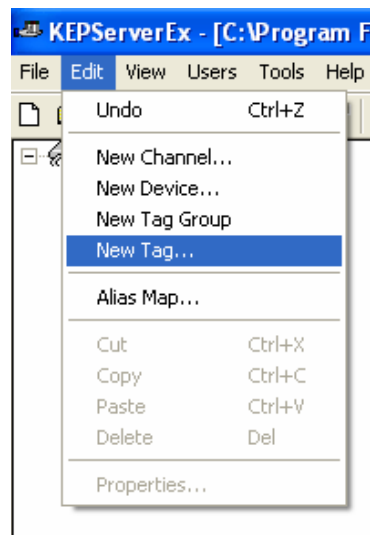 KEPServerEx - [C:\Program F
File Edit View Users Tools Help
Undo Ctrl+Z
New Channel...
New Device...
New Tag Group
New Tag...
Alias Map...
Cut Ctrl+X
Copy Ctrl+C
Paste Ctrl+V
Delete Del
Properties...